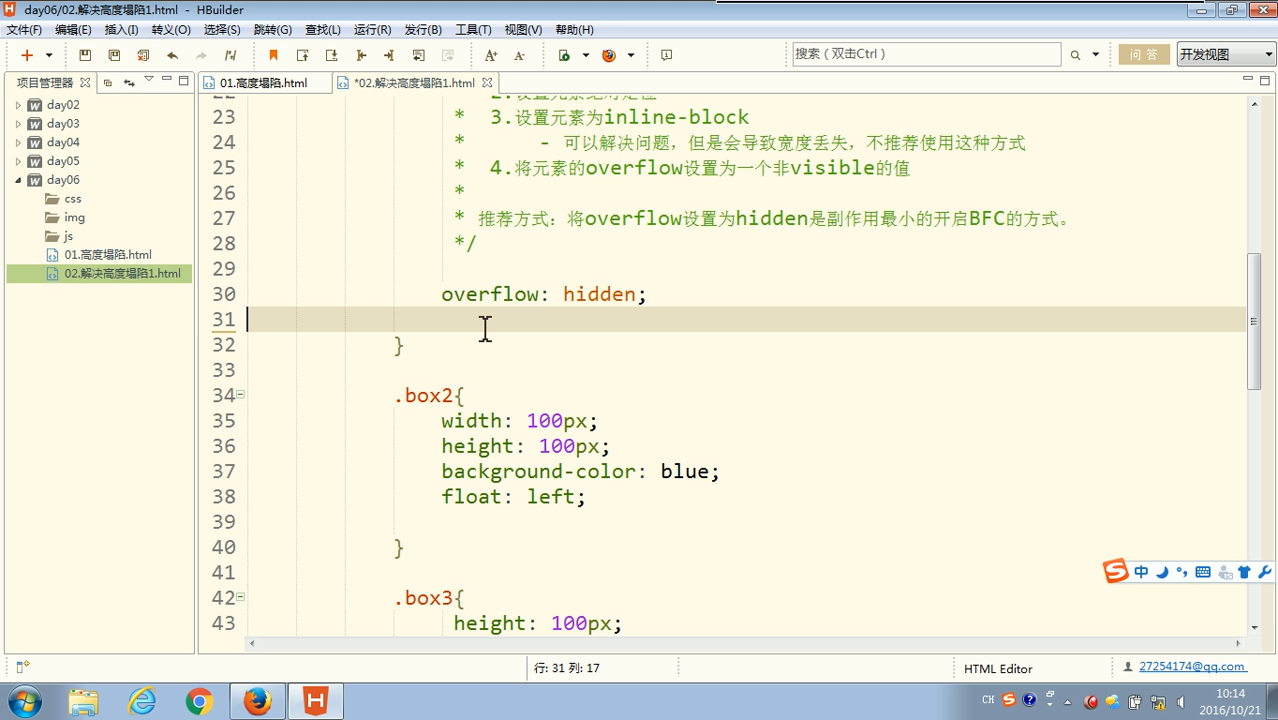 day06/02.解决高度塌陷1.html - HBuilder
文件(F) 编辑(E) 插入(I) 转义(O) 选择(S) 跳转(G) 查找(L) 运行(R) 发行(B) 工具(T) 视图(V) 帮助(H)
搜索（双击Ctrl） 问 答 开发视图
项目管理器 01.高度塌陷.html *02.解决高度塌陷1.html
day02
day03
day04
day05
day06
css
img
js
01.高度塌陷.html
02.解决高度塌陷1.html
22 2.设置元素绝对定位
23 * 3.设置元素为inline-block
24 * - 可以解决问题，但是会导致宽度丢失，不推荐使用这种方式
25 * 4.将元素的overflow设置为一个非visible的值
26 *
27 * 推荐方式：将overflow设置为hidden是副作用最小的开启BFC的方式。
28 */
29
30 overflow: hidden;
31
32 }
33
34 .box2{
35 width: 100px;
36 height: 100px;
37 background-color: blue;
38 float: left;
39
40 }
41
42 .box3{
43 height: 100px;
中
行: 31 列: 17 HTML Editor 27254174@qq.com
CH 10:14
2016/10/21